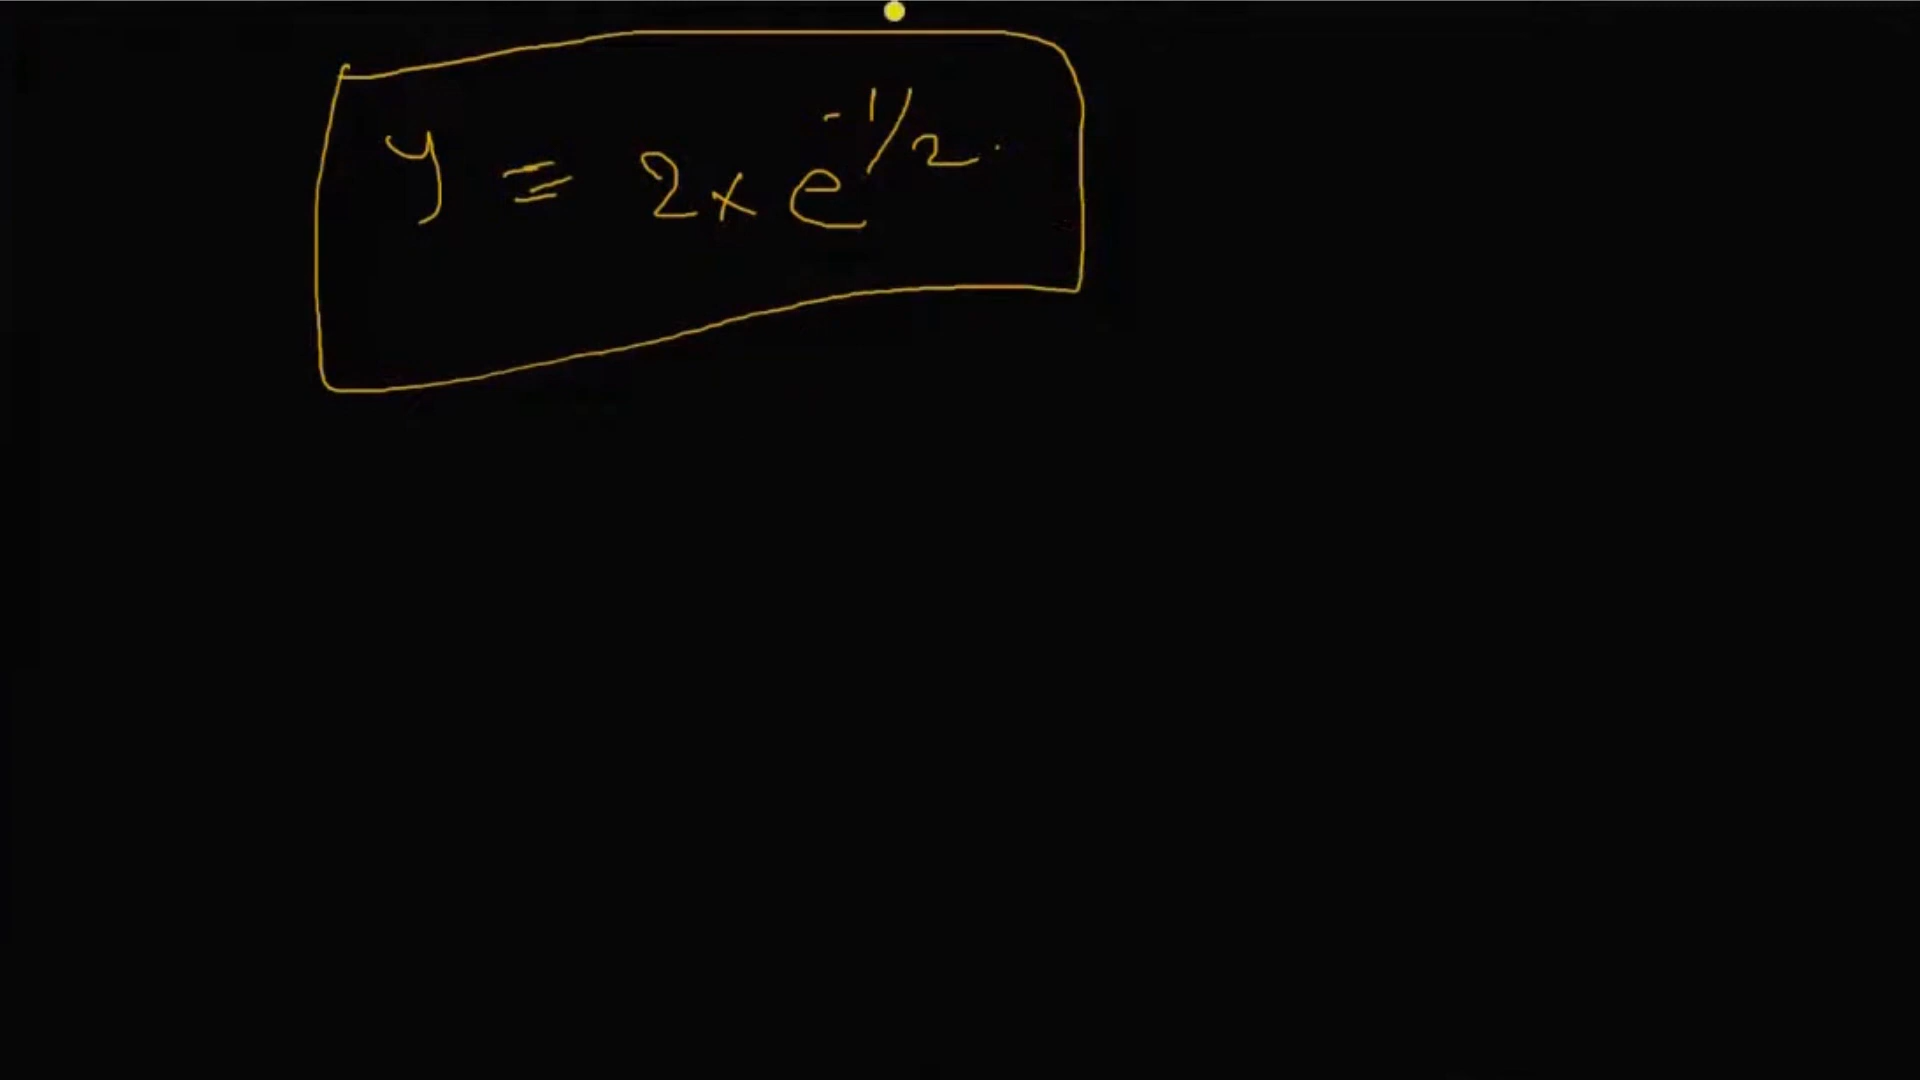 y = 2x e^{-1/2}.